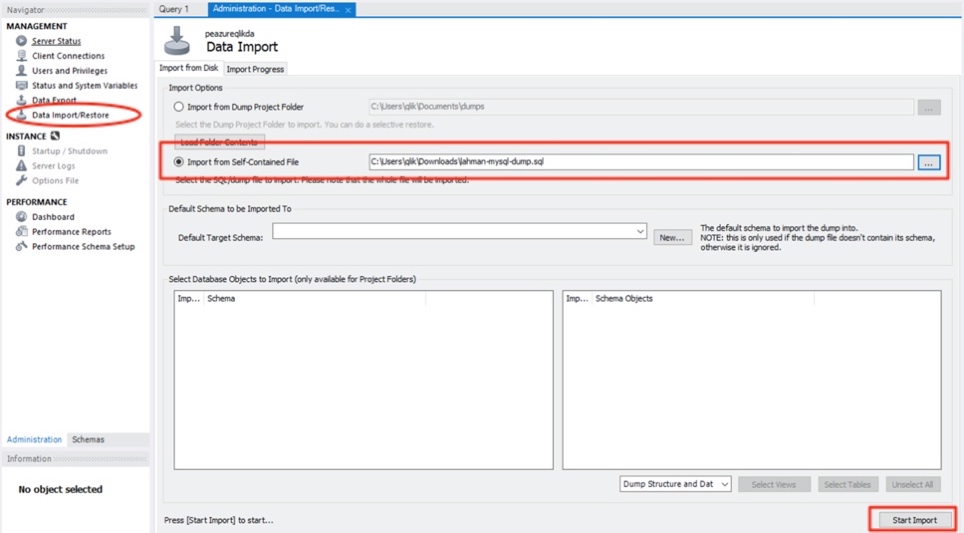 Navigator
MANAGEMENT
Server Status
Client Connections
Users and Privileges
Status and System Variables
Data Export
Data Import/Restore
INSTANCE
Startup / Shutdown
Server Logs
Options File
PERFORMANCE
Dashboard
Performance Reports
Performance Schema Setup
Administration Schemas
Information
No object selected
Query 1 Administration - Data Import/Res...
peazureqlikda
Data Import
Import from Disk Import Progress
Import Options
Import from Dump Project Folder C:\Users\qlik\Documents\dumps ...
Select the Dump Project Folder to import. You can do a selective restore.
Load Folder Contents
Import from Self-Contained File C:\Users\qlik\Downloads\lahman-mysql-dump.sql ...
Select the SQL/dump file to import. Please note that the whole file will be imported.
Default Schema to be Imported To
Default Target Schema: New...
The default schema to import the dump into.
NOTE: this is only used if the dump file doesn't contain its schema,
otherwise it is ignored.
Select Database Objects to Import (only available for Project Folders)
Imp... Schema
Imp... Schema Objects
Dump Structure and Dat Select Views Select Tables Unselect All
Press [Start Import] to start...
Start Import